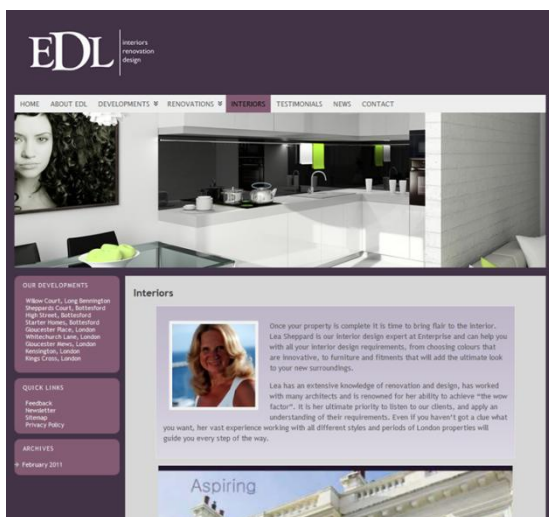 EDL
interiors
renovation
design
HOME ABOUT EDL DEVELOPMENTS RENOVATIONS INTERIORS TESTIMONIALS NEWS CONTACT
OUR DEVELOPMENTS
Willow Court, Long Bennington
Sheppards Court, Bottesford
High Street, Bottesford
Starter Homes, Bottesford
Gloucester Place, London
Whitechurch Lane, London
Gloucester Mews, London
Kensington, London
Kings Cross, London
QUICK LINKS
Feedback
Newsletter
Sitemap
Privacy Policy
ARCHIVES
February 2011
Interiors
Once your property is complete it is time to bring flair to the interior.
Lea Sheppard is our interior design expert at Enterprise and can help you
with all your interior design requirements, from choosing colours that
are innovative, to furniture and fitments that will add the ultimate look
to your new surroundings.
Lea has an extensive knowledge of renovation and design, has worked
with many architects and is renowned for her ability to achieve “the wow
factor”. It is her ultimate priority to listen to our clients, and apply an
understanding of their requirements. Even if you haven’t got a clue what
you want, her vast experience working with all different styles and periods of London properties will
guide you every step of the way.
Aspiring